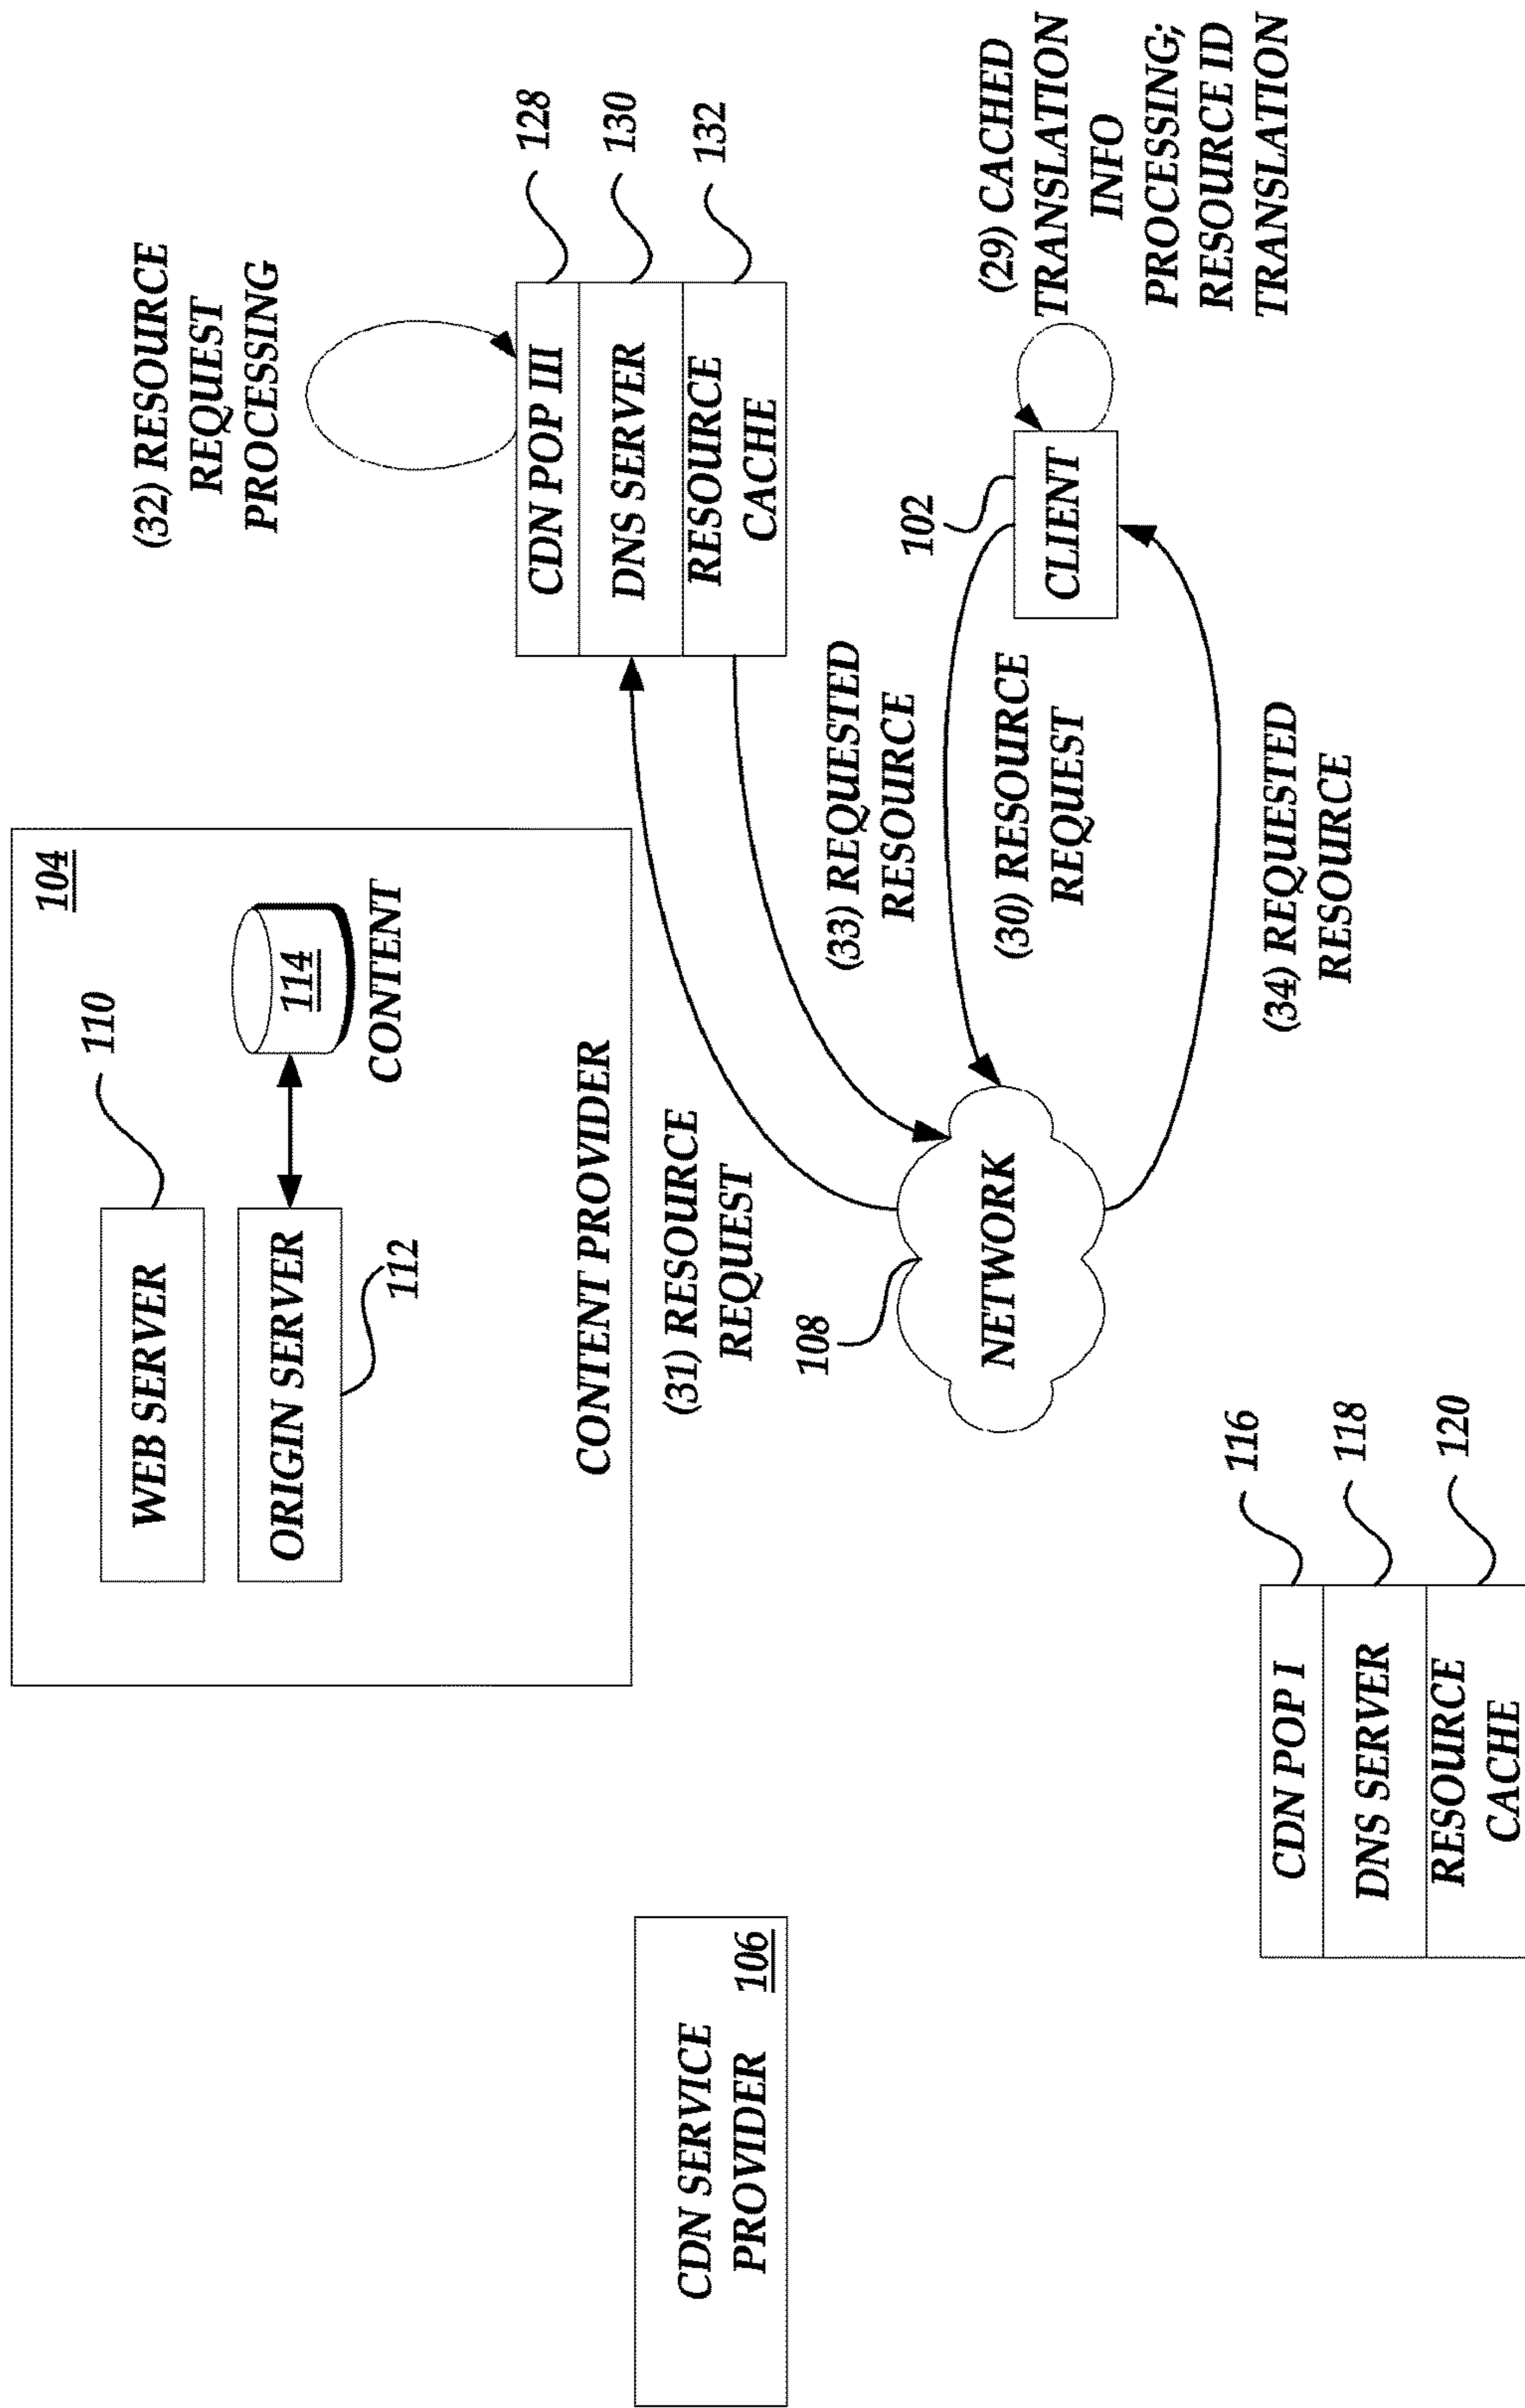 104
110
WEB SERVER
ORIGIN SERVER
112
114
CONTENT
CONTENT PROVIDER
CDN SERVICE
PROVIDER
106
(32) RESOURCE
REQUEST
PROCESSING
CDN POP III
DNS SERVER
RESOURCE
CACHE
128
130
132
(31) RESOURCE
REQUEST
(33) REQUESTED
RESOURCE
108
NETWORK
(30) RESOURCE
REQUEST
102
CLIENT
(29) CACHED
TRANSLATION
INFO
PROCESSING;
RESOURCE ID
TRANSLATION
(34) REQUESTED
RESOURCE
CDN POP I
DNS SERVER
RESOURCE
CACHE
116
118
120